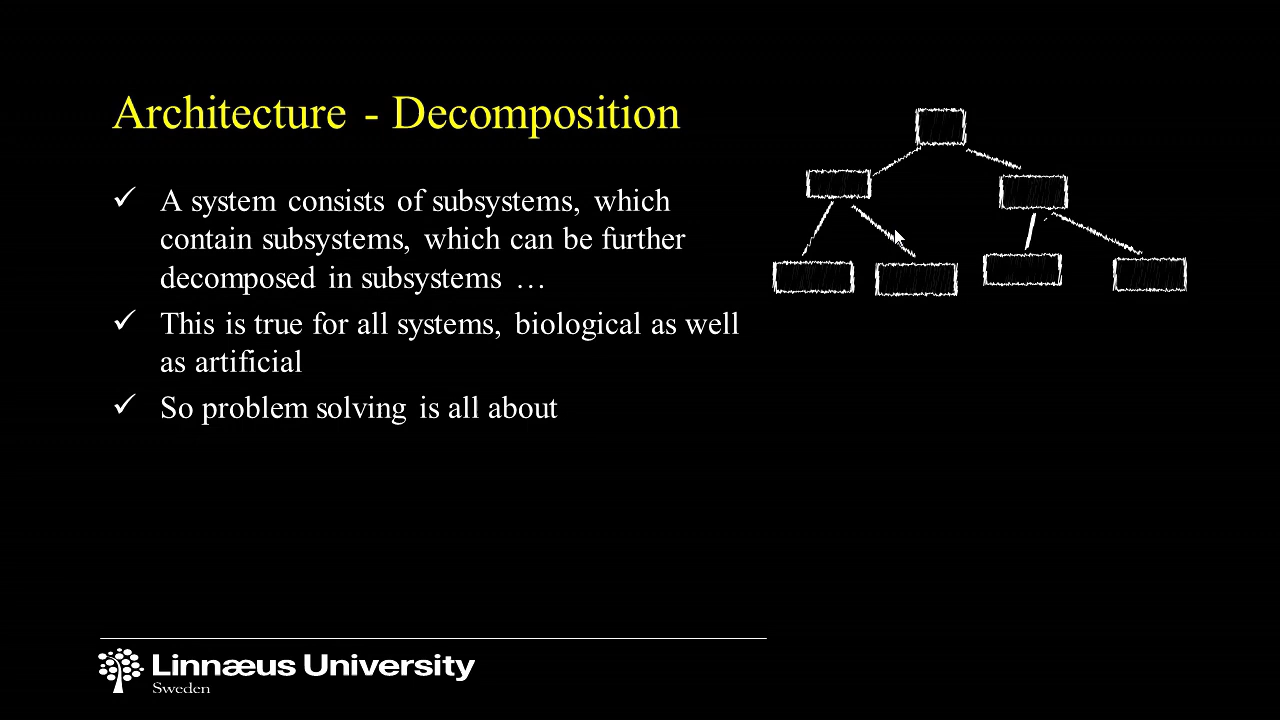 Architecture - Decomposition
✓ A system consists of subsystems, which
contain subsystems, which can be further
decomposed in subsystems …
✓ This is true for all systems, biological as well
as artificial
✓ So problem solving is all about
Linnæus University
Sweden